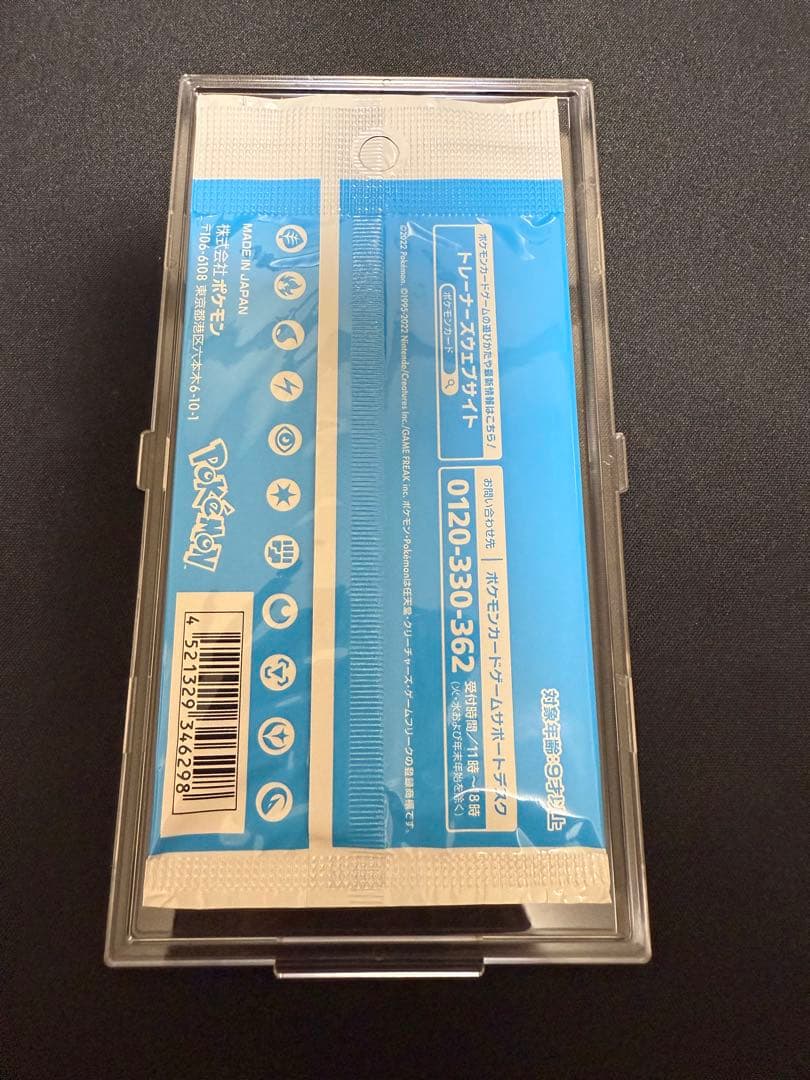 対象年齢:9才以上
ポケモンカードゲームの遊びかたや最新情報はこちら!
トレーナーズウェブサイト
ポケモンカード
お問い合わせ先 ポケモンカードゲームサポートデスク
0120-330-362 受付時間/11時~18時
(火・水および年末年始を除く)
©2022 Pokémon. ©1995-2022 Nintendo/Creatures Inc./GAME FREAK inc. ポケモン・Pokémonは任天堂・クリーチャーズ・ゲームフリークの登録商標です。
MADE IN JAPAN
株式会社 ポケモン
〒106-6108 東京都港区六本木6-10-1
POKéMON
4 521329 346298